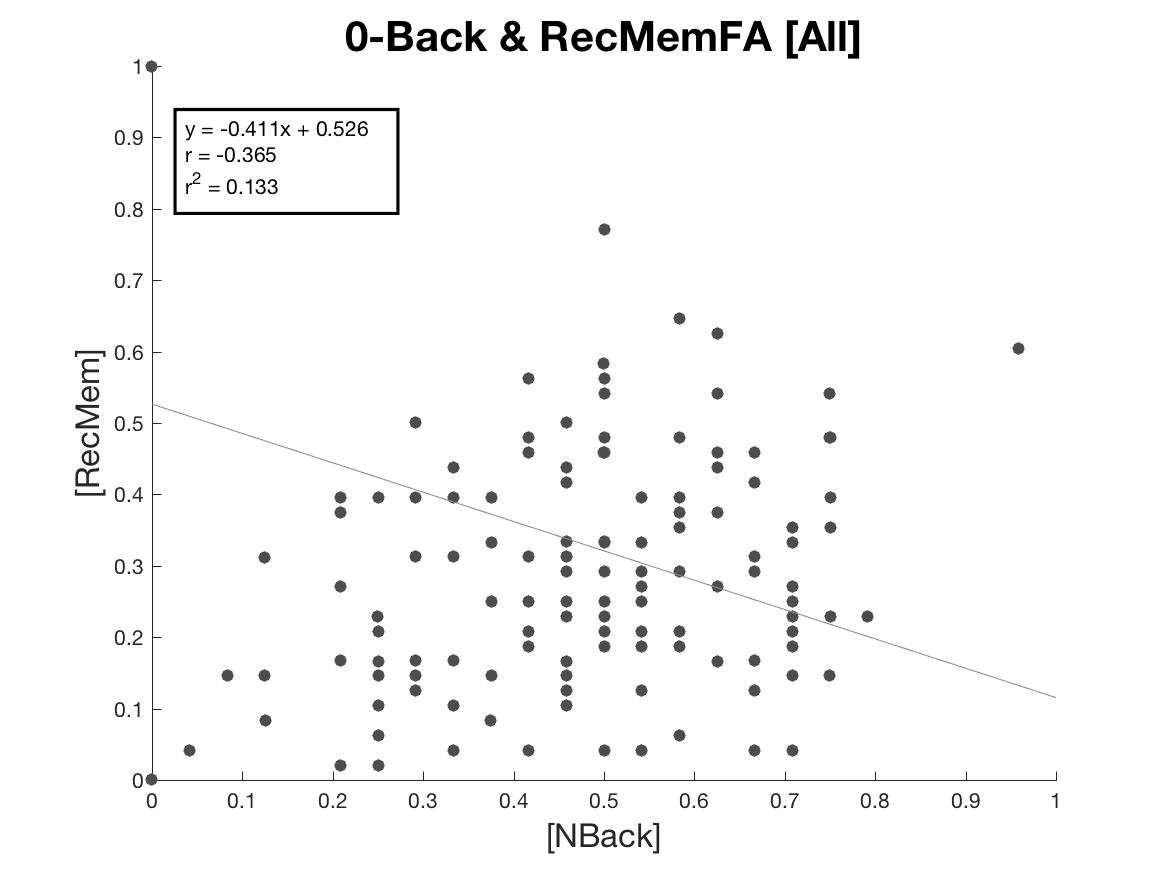 0-Back & RecMemFA [All]
y = -0.411x + 0.526
r = -0.365
r² = 0.133
[RecMem]
1
0.9
0.8
0.7
0.6
0.5
0.4
0.3
0.2
0.1
0
0 0.1 0.2 0.3 0.4 0.5 0.6 0.7 0.8 0.9 1
[NBack]